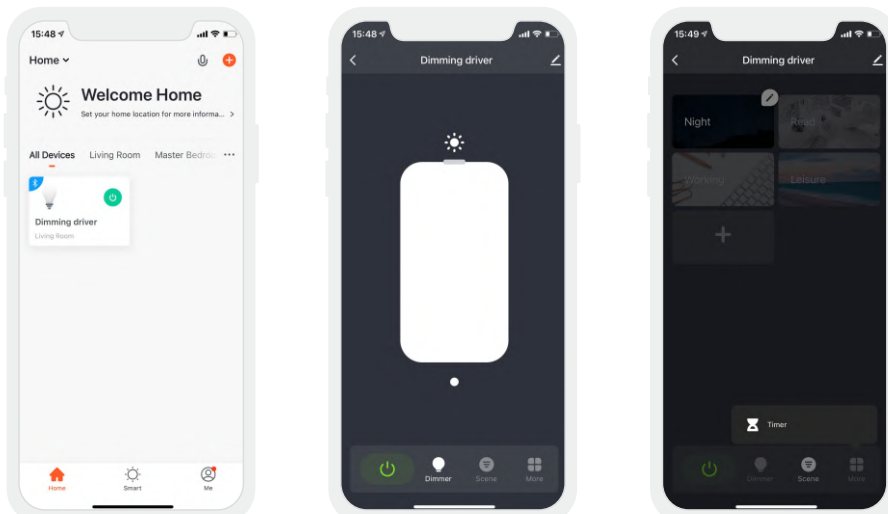 15:48
Home
Welcome Home
Set your home location for more informa...
All Devices Living Room Master Bedroo ...
Dimming driver
Living Room
Home Smart Me
15:48
Dimming driver
Dimmer Scene More
15:49
Dimming driver
Night Read
Working Leisure
Timer
Dimmer Scene More